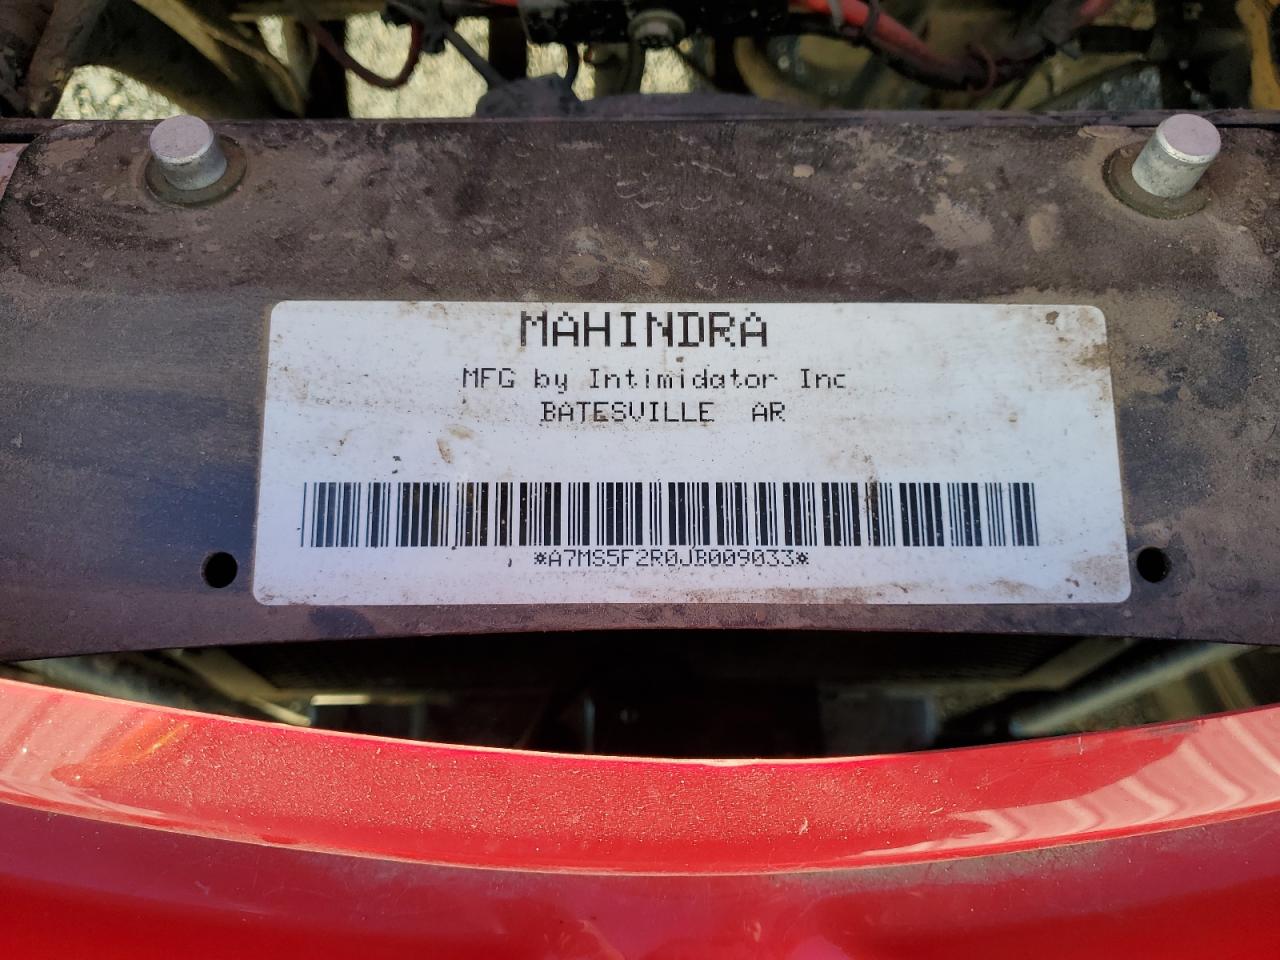 MAHINDRA
MFG by Intimidator Inc
BATESVILLE AR
*A7MS5F2R0JB009033*